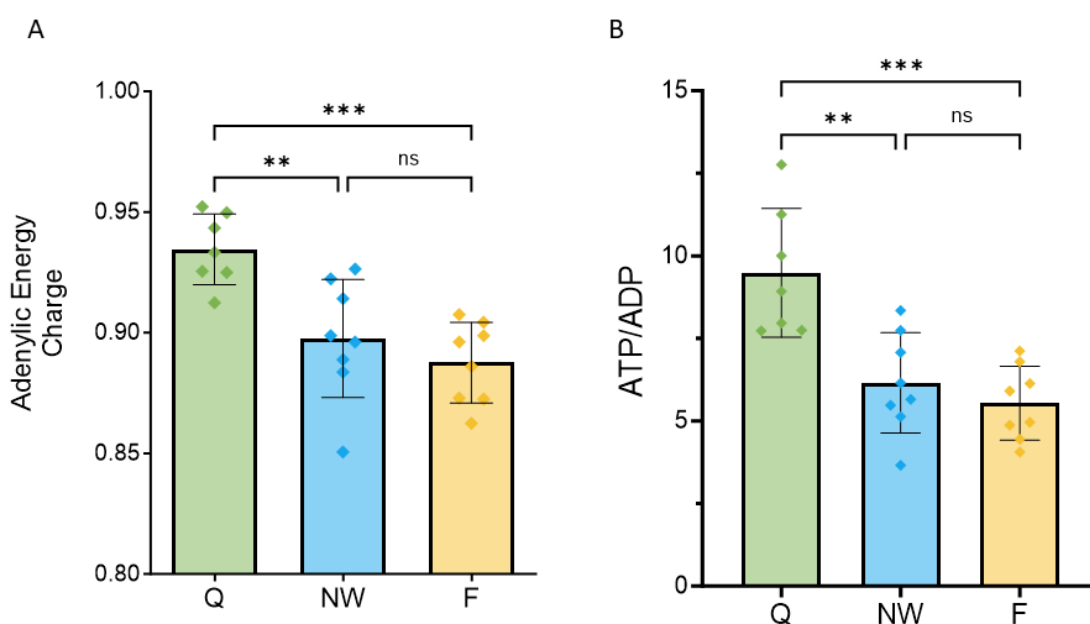 A
Adenylic Energy
Charge
1.00
0.95
0.90
0.85
0.80
***
**
ns
Q
NW
F
B
ATP/ADP
15
10
5
0
***
**
ns
Q
NW
F